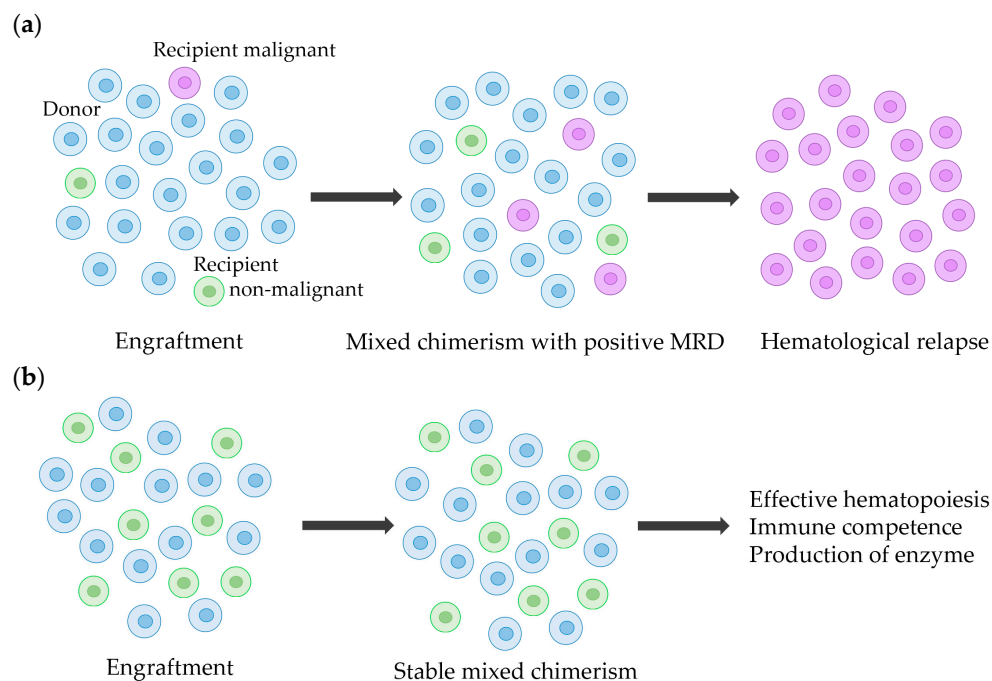 (a)
Recipient malignant
Donor
Recipient
non-malignant
Engraftment
Mixed chimerism with positive MRD
Hematological relapse
(b)
Effective hematopoiesis
Immune competence
Production of enzyme
Engraftment
Stable mixed chimerism